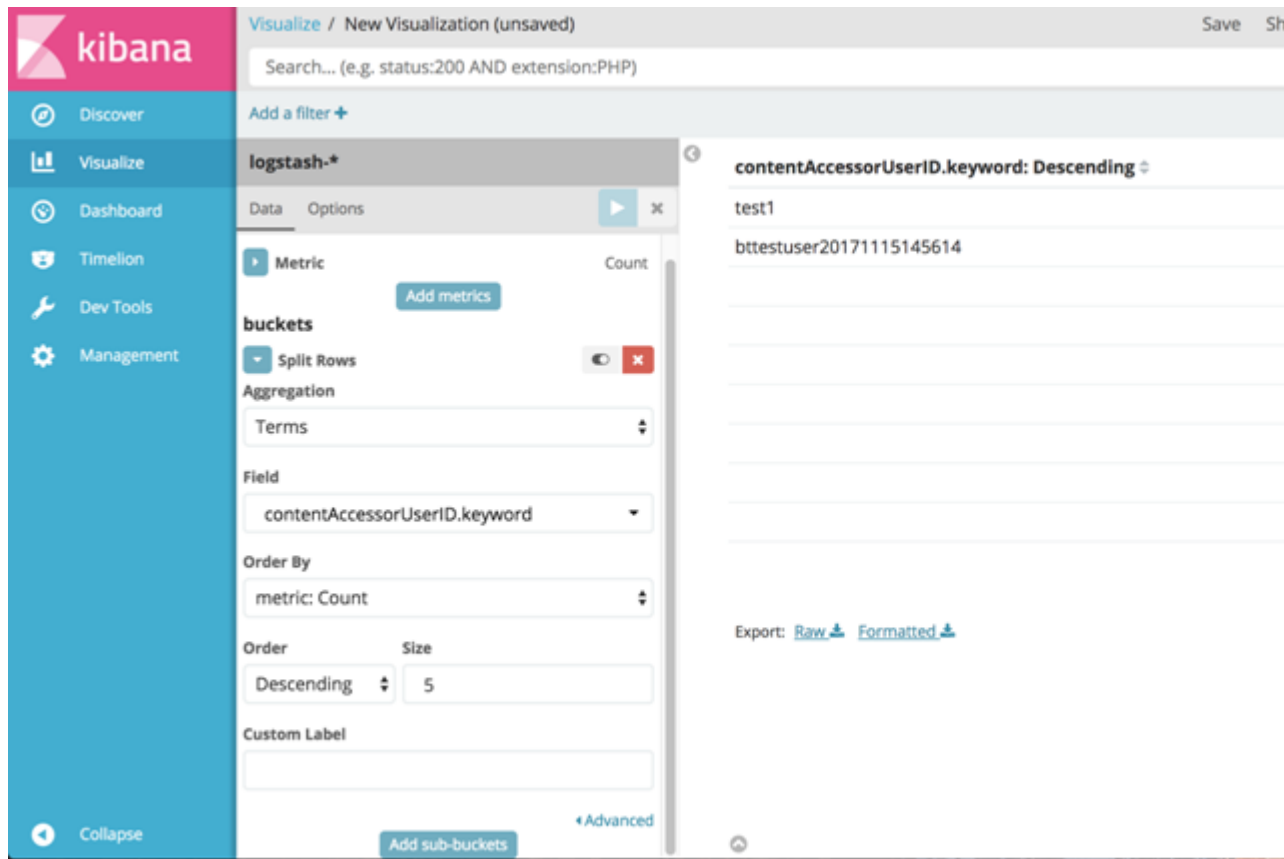 kibana
Discover
Visualize
Dashboard
Timelion
Dev Tools
Management
Collapse
Visualize / New Visualization (unsaved)
Save
Search... (e.g. status:200 AND extension:PHP)
Add a filter +
logstash-*
Data Options
Metric Count
Add metrics
buckets
Split Rows
Aggregation
Terms
Field
contentAccessorUserID.keyword
Order By
metric: Count
Order Size
Descending 5
Custom Label
Advanced
Add sub-buckets
contentAccessorUserID.keyword: Descending
test1
bttestuser20171115145614
Export: Raw Formatted